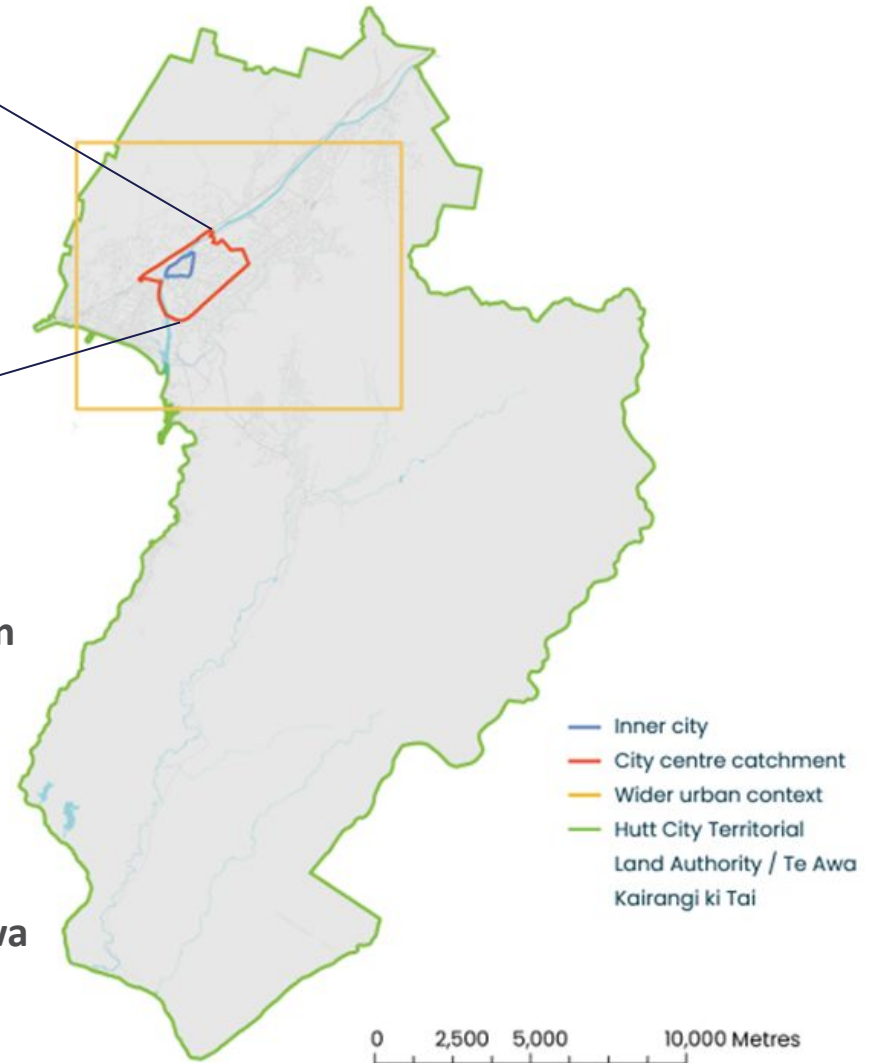 n
Inner city
City centre catchment
Wider urban context
Hutt City Territorial
Land Authority / Te Awa
Kairangi ki Tai
va
0 2,500 5,000 10,000 Metres